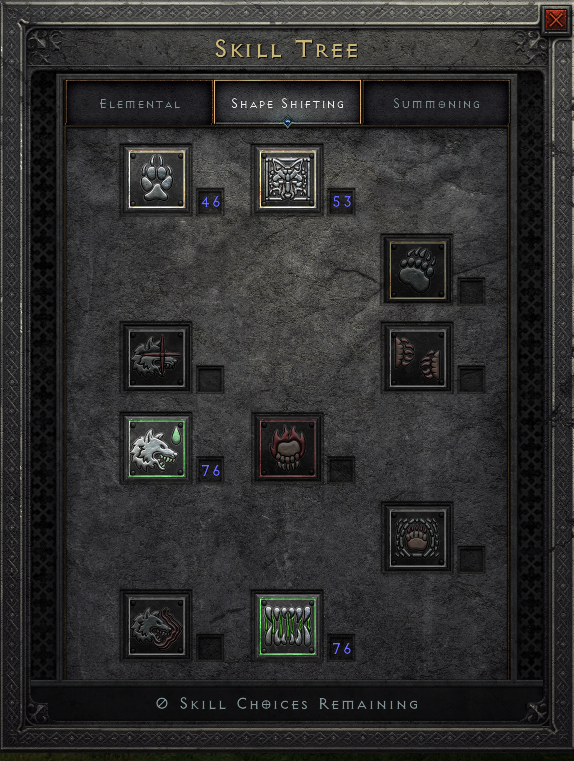 Skill Tree
Elemental Shape Shifting Summoning
46 53
76
76
0 Skill Choices Remaining